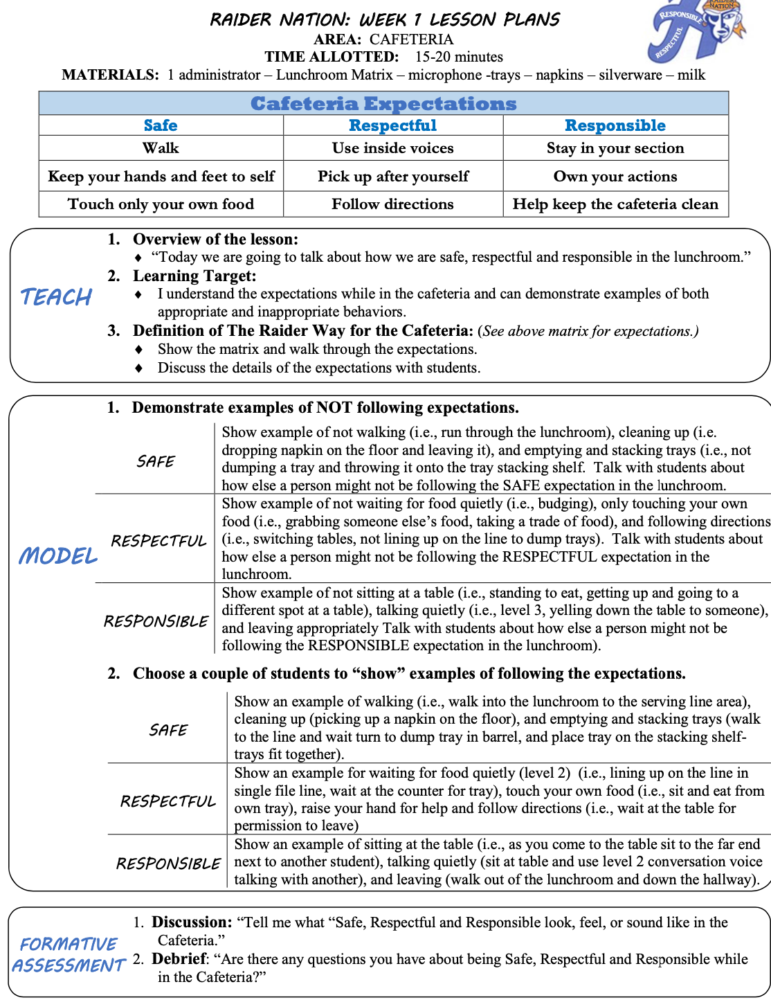 RAIDER NATION: WEEK 1 LESSON PLANS
RAIDER
NATION
RESPONSIBLE
RESPECTFUL
AREA: CAFETERIA
TIME ALLOTTED: 15-20 minutes
MATERIALS: 1 administrator – Lunchroom Matrix – microphone -trays – napkins – silverware – milk
Cafeteria Expectations
Safe Respectful Responsible
Walk Use inside voices Stay in your section
Keep your hands and feet to self Pick up after yourself Own your actions
Touch only your own food Follow directions Help keep the cafeteria clean
TEACH
1. Overview of the lesson:
♦ “Today we are going to talk about how we are safe, respectful and responsible in the lunchroom.”
2. Learning Target:
♦ I understand the expectations while in the cafeteria and can demonstrate examples of both
appropriate and inappropriate behaviors.
3. Definition of The Raider Way for the Cafeteria: (See above matrix for expectations.)
♦ Show the matrix and walk through the expectations.
♦ Discuss the details of the expectations with students.
MODEL
1. Demonstrate examples of NOT following expectations.
SAFE
Show example of not walking (i.e., run through the lunchroom), cleaning up (i.e.
dropping napkin on the floor and leaving it), and emptying and stacking trays (i.e., not
dumping a tray and throwing it onto the tray stacking shelf. Talk with students about
how else a person might not be following the SAFE expectation in the lunchroom.
RESPECTFUL
Show example of not waiting for food quietly (i.e., budging), only touching your own
food (i.e., grabbing someone else’s food, taking a trade of food), and following directions
(i.e., switching tables, not lining up on the line to dump trays). Talk with students about
how else a person might not be following the RESPECTFUL expectation in the
lunchroom.
RESPONSIBLE
Show example of not sitting at a table (i.e., standing to eat, getting up and going to a
different spot at a table), talking quietly (i.e., level 3, yelling down the table to someone),
and leaving appropriately Talk with students about how else a person might not be
following the RESPONSIBLE expectation in the lunchroom).
2. Choose a couple of students to “show” examples of following the expectations.
SAFE
Show an example of walking (i.e., walk into the lunchroom to the serving line area),
cleaning up (picking up a napkin on the floor), and emptying and stacking trays (walk
to the line and wait turn to dump tray in barrel, and place tray on the stacking shelf-
trays fit together).
RESPECTFUL
Show an example for waiting for food quietly (level 2) (i.e., lining up on the line in
single file line, wait at the counter for tray), touch your own food (i.e., sit and eat from
own tray), raise your hand for help and follow directions (i.e., wait at the table for
permission to leave)
RESPONSIBLE
Show an example of sitting at the table (i.e., as you come to the table sit to the far end
next to another student), talking quietly (sit at table and use level 2 conversation voice
talking with another), and leaving (walk out of the lunchroom and down the hallway).
FORMATIVE
ASSESSMENT
1. Discussion: “Tell me what “Safe, Respectful and Responsible look, feel, or sound like in the
Cafeteria.”
2. Debrief: “Are there any questions you have about being Safe, Respectful and Responsible while
in the Cafeteria?”